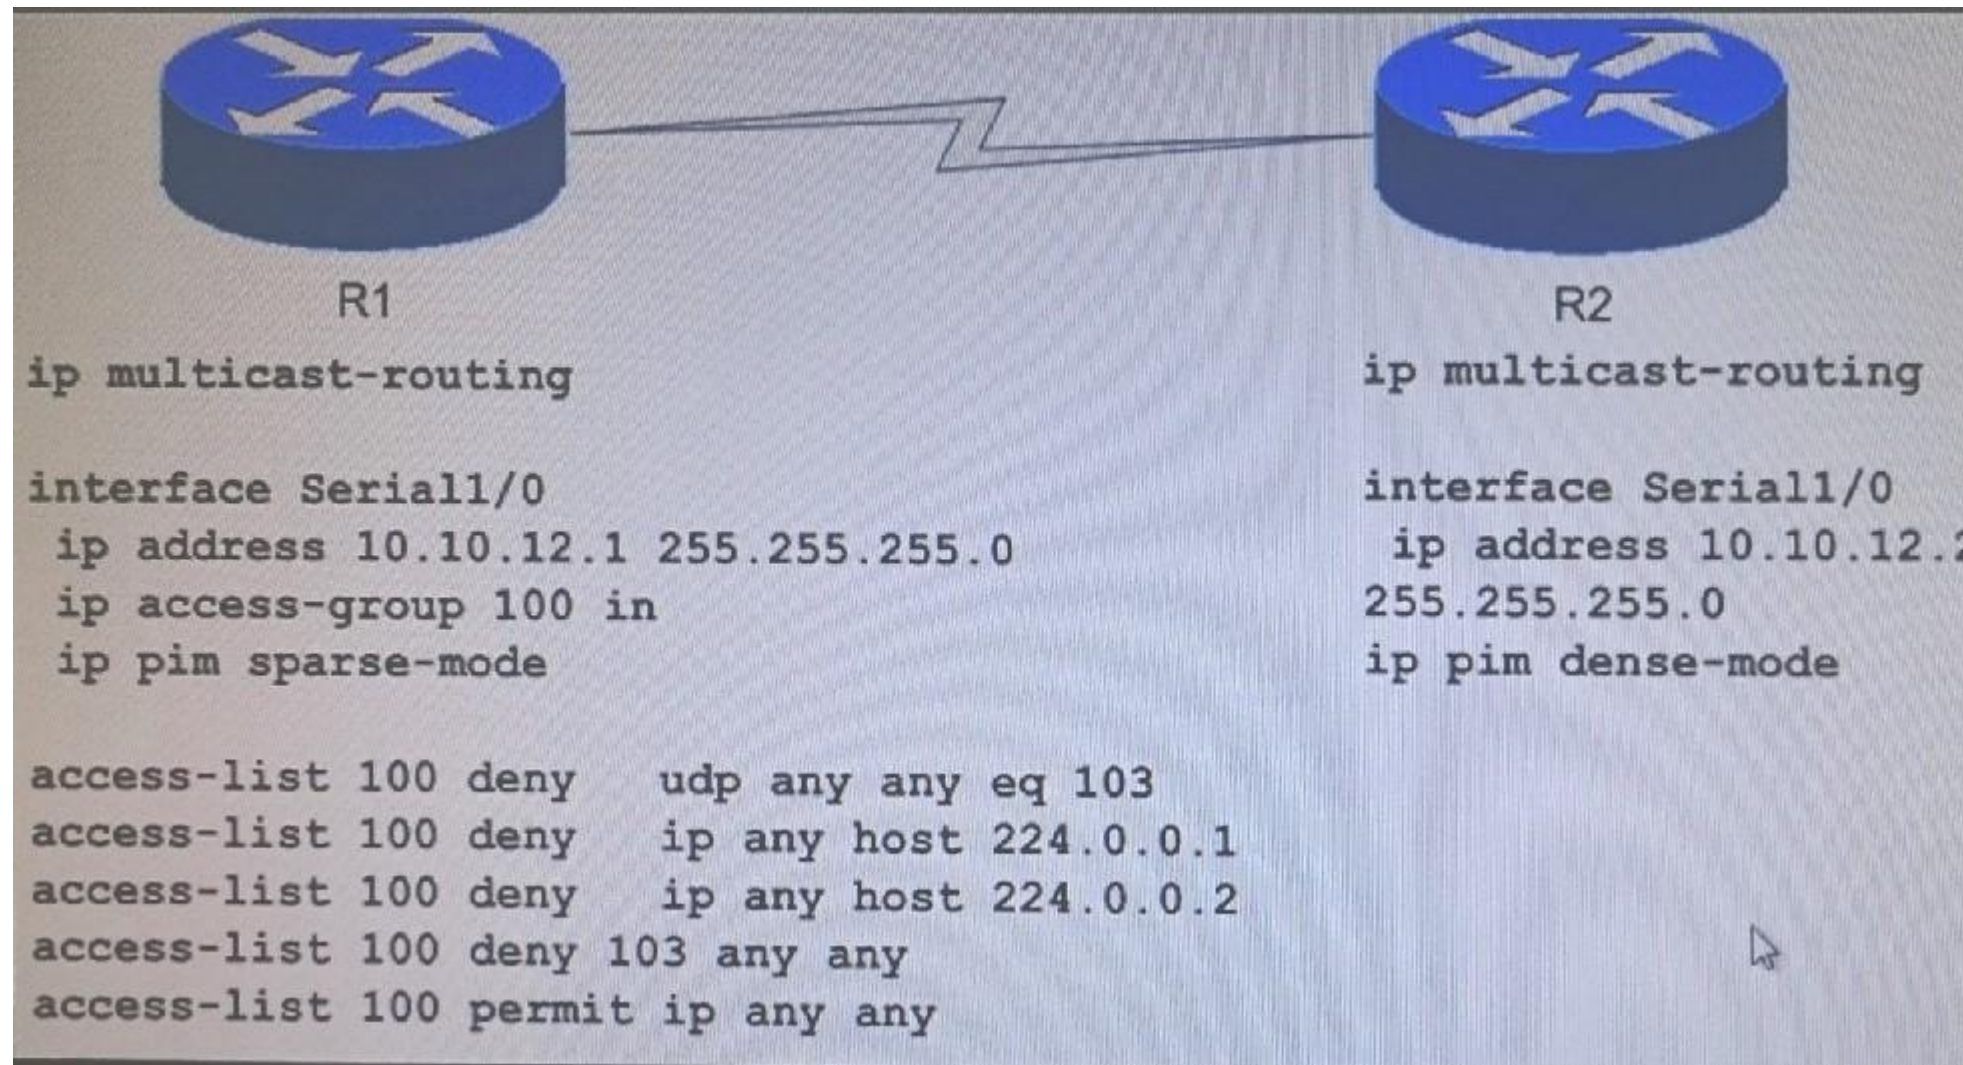 R1
ip multicast-routing
interface Serial1/0
ip address 10.10.12.1 255.255.255.0
ip access-group 100 in
ip pim sparse-mode
access-list 100 deny udp any any eq 103
access-list 100 deny ip any host 224.0.0.1
access-list 100 deny ip any host 224.0.0.2
access-list 100 deny 103 any any
access-list 100 permit ip any any
R2
ip multicast-routing
interface Serial1/0
ip address 10.10.12.2
255.255.255.0
ip pim dense-mode